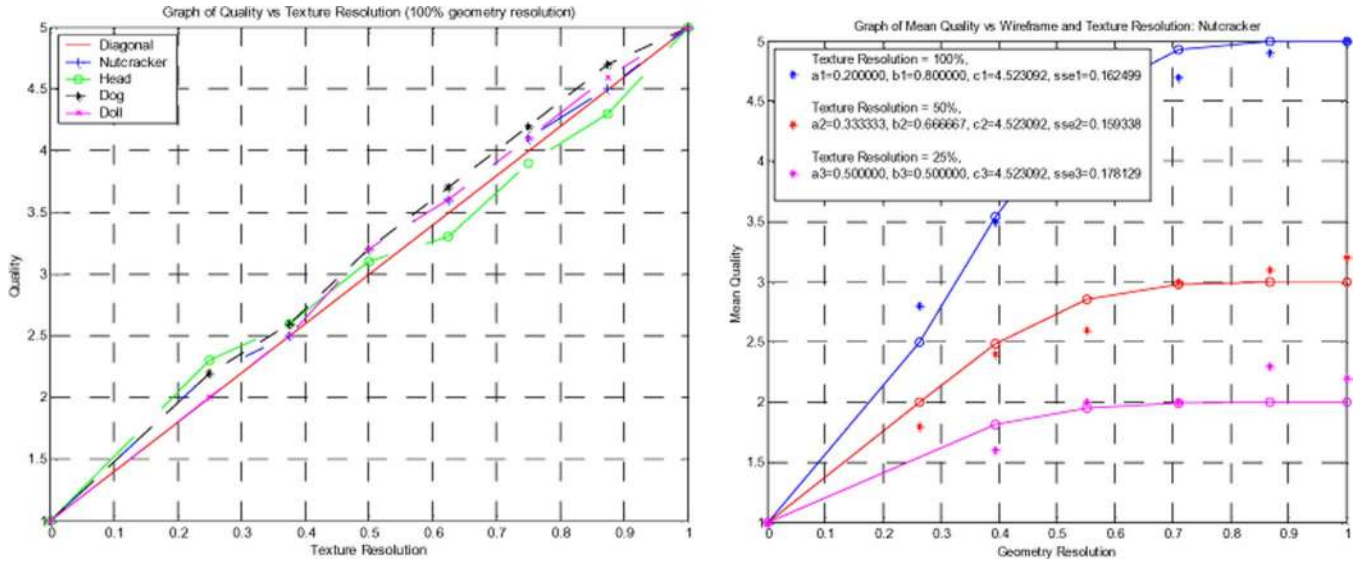 Graph of Quality vs Texture Resolution (100% geometry resolution)
5
4.5
4
3.5
3
2.5
2
1.5
1
Quality
Diagonal
Nutcracker
Head
Dog
Doll
0 0.1 0.2 0.3 0.4 0.5 0.6 0.7 0.8 0.9 1
Texture Resolution
Graph of Mean Quality vs Wireframe and Texture Resolution: Nutcracker
5
4.5
4
3.5
3
2.5
2
1.5
1
Mean Quality
Texture Resolution = 100%,
a1=0.200000, b1=0.800000, c1=4.523092, sse1=0.162499
Texture Resolution = 50%,
a2=0.333333, b2=0.666667, c2=4.523092, sse2=0.159338
Texture Resolution = 25%,
a3=0.500000, b3=0.500000, c3=4.523092, sse3=0.178129
0 0.1 0.2 0.3 0.4 0.5 0.6 0.7 0.8 0.9 1
Geometry Resolution